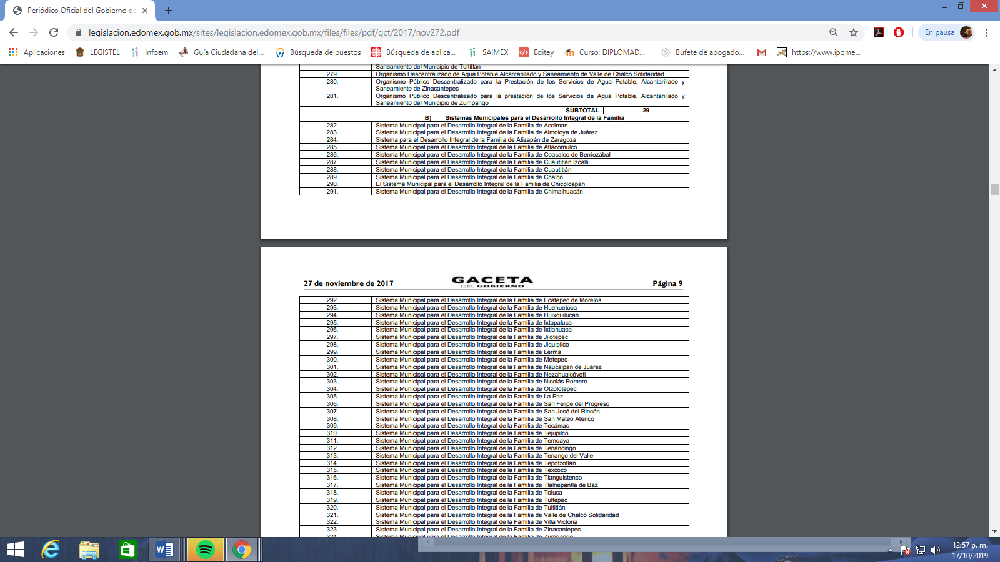 Periódico Oficial del Gobierno de
legislacion.edomex.gob.mx/sites/legislacion.edomex.gob.mx/files/files/pdf/gct/2017/nov272.pdf
En pausa
Aplicaciones LEGISTEL Infoem Guía Ciudadana del... Búsqueda de puestos Búsqueda de aplica... SAIMEX Editey Curso: DIPLOMAD... Bufete de abogado... https://www.ipome...
Saneamiento del Municipio de Tultitlán
279. Organismo Descentralizado de Agua Potable Alcantarillado y Saneamiento de Valle de Chalco Solidaridad
280. Organismo Público Descentralizado para la Prestación de los Servicios de Agua Potable, Alcantarillado y
Saneamiento de Zinacantepec
281. Organismo Público Descentralizado para la prestación de los Servicios de Agua Potable, Alcantarillado y
Saneamiento del Municipio de Zumpango
SUBTOTAL 29
B) Sistemas Municipales para el Desarrollo Integral de la Familia
282. Sistema Municipal para el Desarrollo Integral de la Familia de Acolman
283. Sistema Municipal para el Desarrollo Integral de la Familia de Almoloya de Juárez
284. Sistema para el Desarrollo Integral de la Familia de Atizapán de Zaragoza
285. Sistema Municipal para el Desarrollo Integral de la Familia de Atlacomulco
286. Sistema Municipal para el Desarrollo Integral de la Familia de Coacalco de Berriozábal
287. Sistema Municipal para el Desarrollo Integral de la Familia de Cuautitlán Izcalli
288. Sistema Municipal para el Desarrollo Integral de la Familia de Cuautitlán
289. Sistema Municipal para el Desarrollo Integral de la Familia de Chalco
290. El Sistema Municipal para el Desarrollo Integral de la Familia de Chicoloapan
291. Sistema Municipal para el Desarrollo Integral de la Familia de Chimalhuacán
27 de noviembre de 2017 GACETA DEL GOBIERNO Página 9
292. Sistema Municipal para el Desarrollo Integral de la Familia de Ecatepec de Morelos
293. Sistema Municipal para el Desarrollo Integral de la Familia de Huehuetoca
294. Sistema Municipal para el Desarrollo Integral de la Familia de Huixquilucan
295. Sistema Municipal para el Desarrollo Integral de la Familia de Ixtapaluca
296. Sistema Municipal para el Desarrollo Integral de la Familia de Ixtlahuaca
297. Sistema Municipal para el Desarrollo Integral de la Familia de Jilotepec
298. Sistema Municipal para el Desarrollo Integral de la Familia de Jiquipilco
299. Sistema Municipal para el Desarrollo Integral de la Familia de Lerma
300. Sistema Municipal para el Desarrollo Integral de la Familia de Metepec
301. Sistema Municipal para el Desarrollo Integral de la Familia de Naucalpan de Juárez
302. Sistema Municipal para el Desarrollo Integral de la Familia de Nezahualcóyotl
303. Sistema Municipal para el Desarrollo Integral de la Familia de Nicolás Romero
304. Sistema Municipal para el Desarrollo Integral de la Familia de Otzolotepec
305. Sistema Municipal para el Desarrollo Integral de la Familia de La Paz
306. Sistema Municipal para el Desarrollo Integral de la Familia de San Felipe del Progreso
307. Sistema Municipal para el Desarrollo Integral de la Familia de San José del Rincón
308. Sistema Municipal para el Desarrollo Integral de la Familia de San Mateo Atenco
309. Sistema Municipal para el Desarrollo Integral de la Familia de Tecámac
310. Sistema Municipal para el Desarrollo Integral de la Familia de Tejupilco
311. Sistema Municipal para el Desarrollo Integral de la Familia de Temoaya
312. Sistema Municipal para el Desarrollo Integral de la Familia de Tenancingo
313. Sistema Municipal para el Desarrollo Integral de la Familia de Tenango del Valle
314. Sistema Municipal para el Desarrollo Integral de la Familia de Tepotzotlán
315. Sistema Municipal para el Desarrollo Integral de la Familia de Texcoco
316. Sistema Municipal para el Desarrollo Integral de la Familia de Tianguistenco
317. Sistema Municipal para el Desarrollo Integral de la Familia de Tlalnepantla de Baz
318. Sistema Municipal para el Desarrollo Integral de la Familia de Toluca
319. Sistema Municipal para el Desarrollo Integral de la Familia de Tultepec
320. Sistema Municipal para el Desarrollo Integral de la Familia de Tultitlán
321. Sistema Municipal para el Desarrollo Integral de la Familia de Valle de Chalco Solidaridad
322. Sistema Municipal para el Desarrollo Integral de la Familia de Villa Victoria
323. Sistema Municipal para el Desarrollo Integral de la Familia de Zinacantepec
324. Sistema Municipal para el Desarrollo Integral de la Familia de Zumpango
12:57 p. m.
17/10/2019